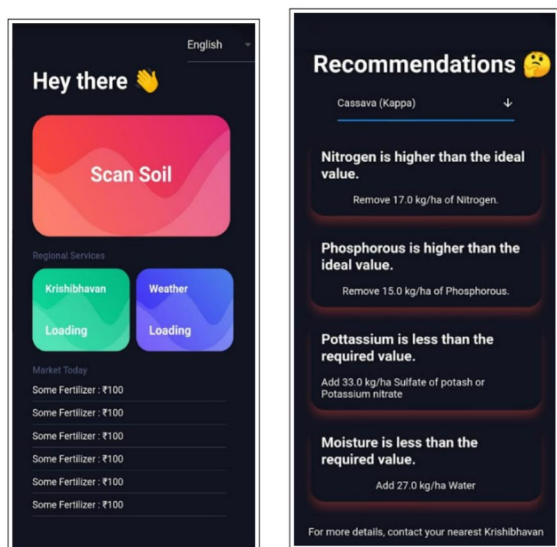 English
Hey there 👋
Scan Soil
Regional Services
Krishibhavan
Loading
Weather
Loading
Market Today
Some Fertilizer : ₹100
Some Fertilizer : ₹100
Some Fertilizer : ₹100
Some Fertilizer : ₹100
Some Fertilizer : ₹100
Some Fertilizer : ₹100
Recommendations 🤔
Cassava (Kappa)
Nitrogen is higher than the ideal
value.
Remove 17.0 kg/ha of Nitrogen.
Phosphorous is higher than the
ideal value.
Remove 15.0 kg/ha of Phosphorous.
Pottassium is less than the
required value.
Add 33.0 kg/ha Sulfate of potash or
Potassium nitrate
Moisture is less than the
required value.
Add 27.0 kg/ha Water
For more details, contact your nearest Krishibhavan